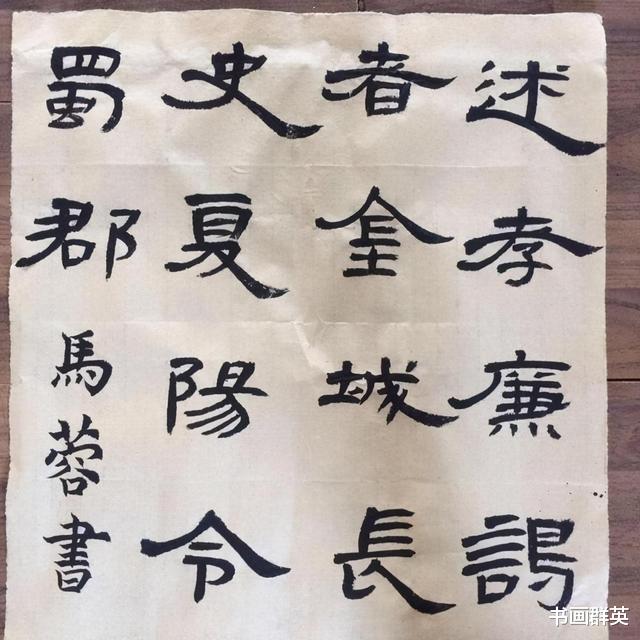 述孝廉謁
者金城長
史夏陽令
蜀郡
馬蓉書
书画群英